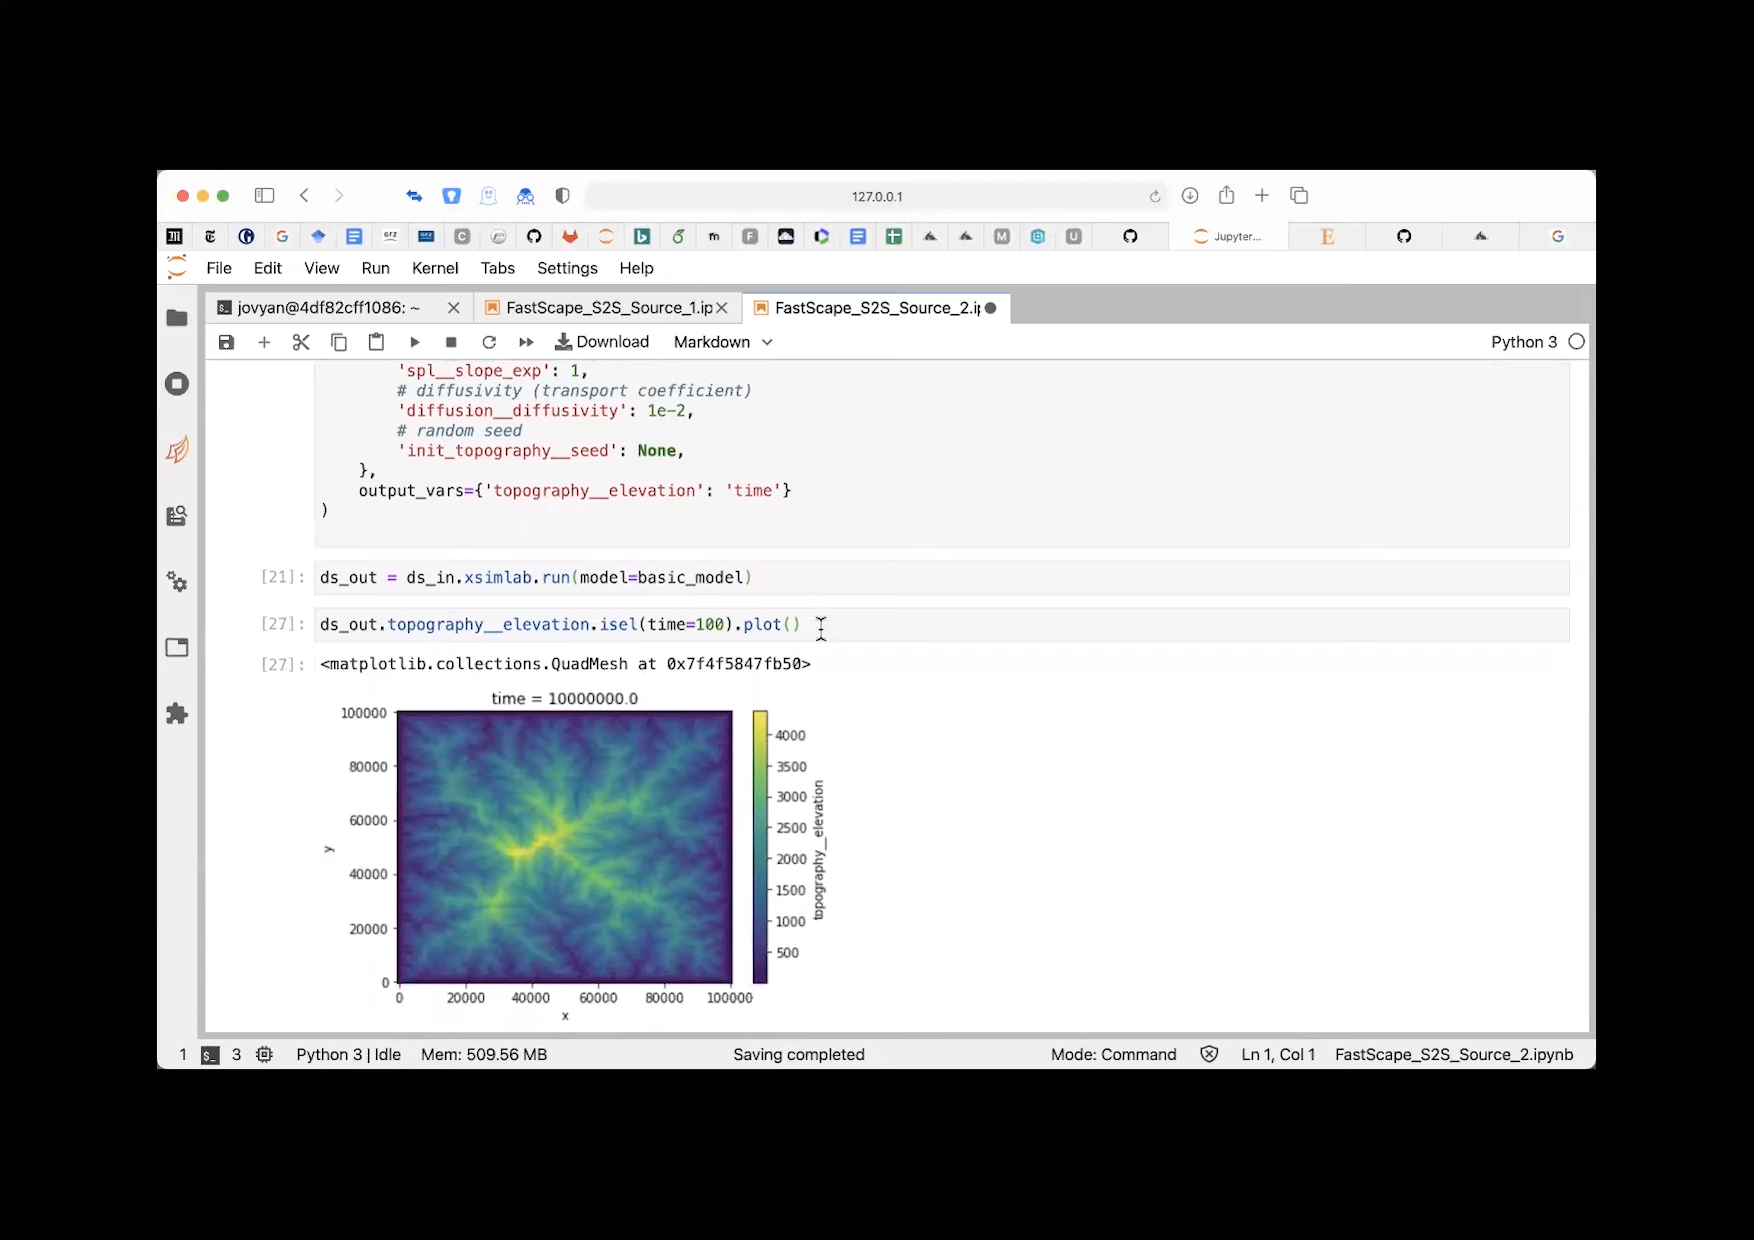 127.0.0.1
Jupyter...
File Edit View Run Kernel Tabs Settings Help
jovyan@4df82cff1086: ~ FastScape_S2S_Source_1.ip FastScape_S2S_Source_2.i
Download Markdown Python 3
'spl__slope_exp': 1,
# diffusivity (transport coefficient)
'diffusion__diffusivity': 1e-2,
# random seed
'init_topography__seed': None,
},
output_vars={'topography__elevation': 'time'}
)
[21]: ds_out = ds_in.xsimlab.run(model=basic_model)
[27]: ds_out.topography__elevation.isel(time=100).plot()
[27]: <matplotlib.collections.QuadMesh at 0x7f4f5847fb50>
time = 10000000.0
100000
80000
60000
40000
20000
0
y
0 20000 40000 60000 80000 100000
x
4000
3500
3000
2500
2000
1500
1000
500
topography__elevation
1 3 Python 3 | Idle Mem: 509.56 MB Saving completed Mode: Command Ln 1, Col 1 FastScape_S2S_Source_2.ipynb